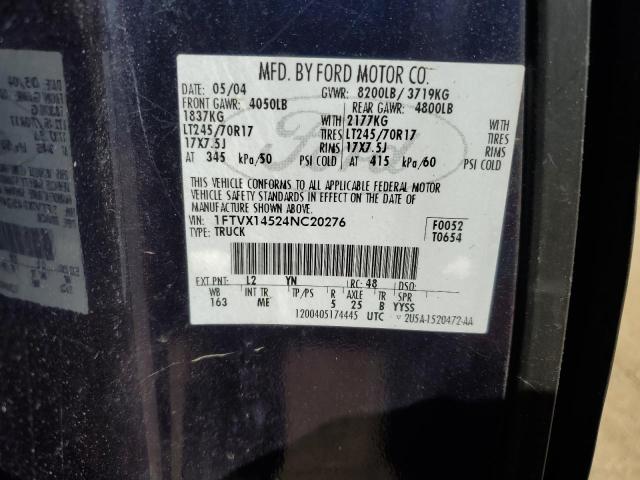 MFD. BY FORD MOTOR CO.
DATE: 05/04 GVWR: 8200LB/ 3719KG
FRONT GAWR: 4050LB REAR GAWR: 4800LB
1837KG WITH 2177KG WITH
LT245/70R17 TIRES LT245/70R17 TIRES
17X7.5J RIMS 17X7.5J RIMS
AT 345 kPa/50 PSI COLD AT 415 kPa/60 PSI COLD
Ford
THIS VEHICLE CONFORMS TO ALL APPLICABLE FEDERAL MOTOR
VEHICLE SAFETY STANDARDS IN EFFECT ON THE DATE OF
MANUFACTURE SHOWN ABOVE.
VIN: 1FTVX14524NC20276 F0052
TYPE: TRUCK T0654
EXT PNT: L2 YN RC: 48 DSO:
WB INT TR TP/PS R AXLE TR SPR
163 ME 5 25 B YYSS
1200405174445 UTC 2U5A-1520472-AA